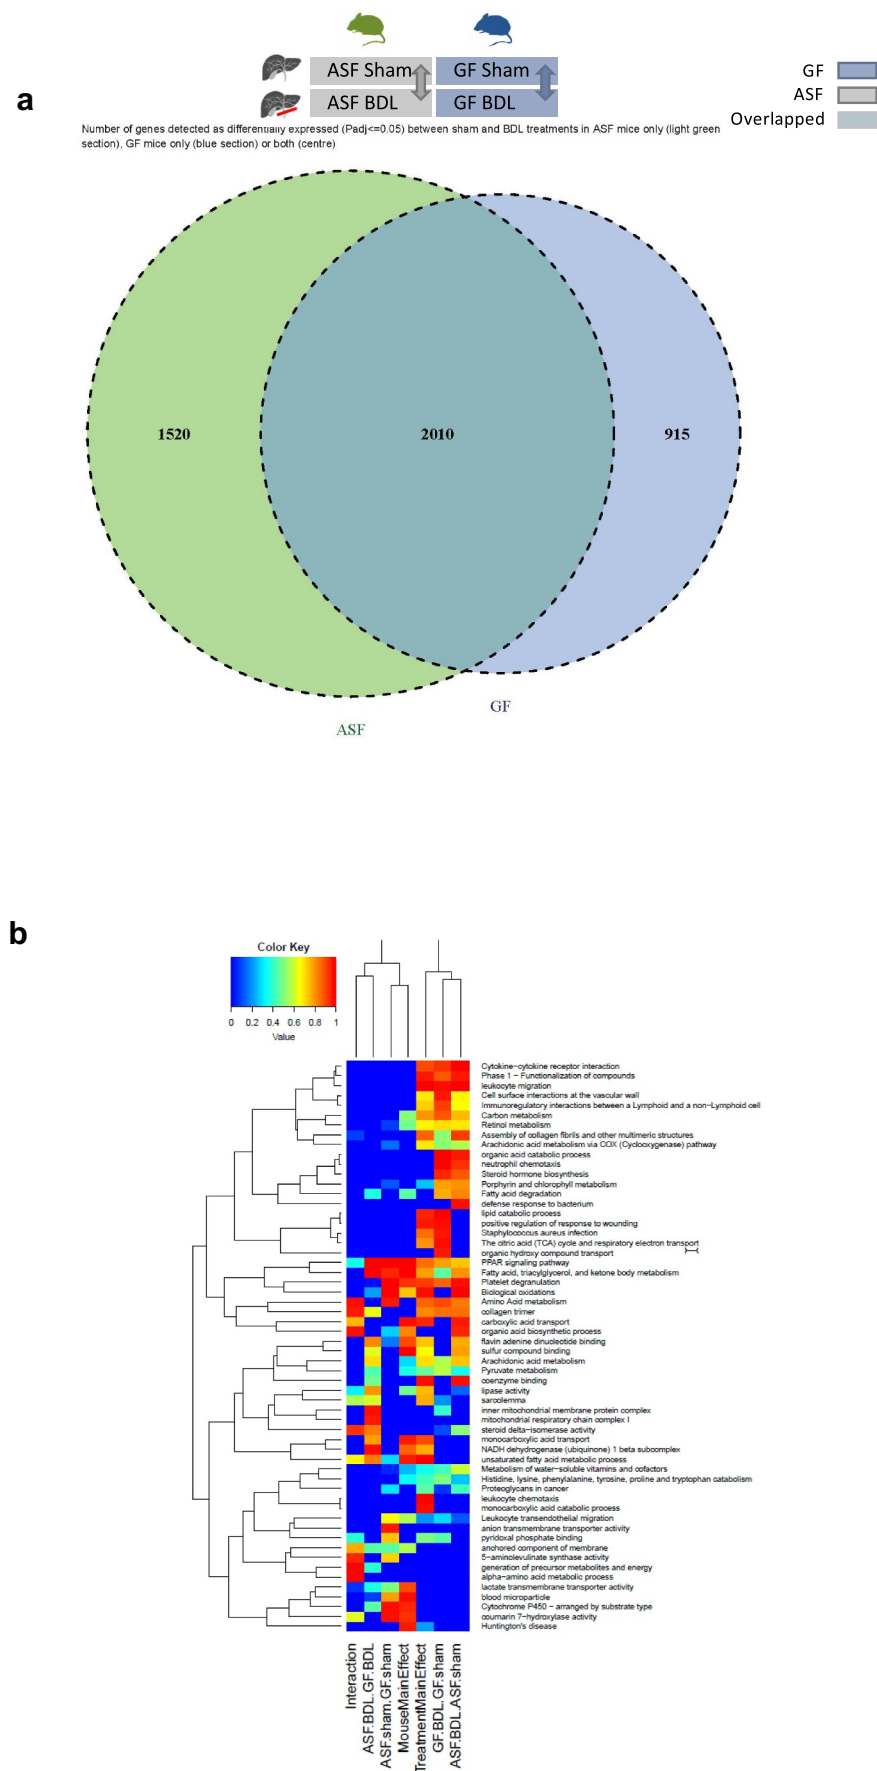 a
ASF Sham
GF Sham
ASF BDL
GF BDL
GF
ASF
Overlapped
Number of genes detected as differentially expressed (Padj<=0.05) between sham and BDL treatments in ASF mice only (light green
section), GF mice only (blue section) or both (centre)
1520
2010
915
GF
ASF
b
Color Key
0 0.2 0.4 0.6 0.8 1
Value
Cytokine−cytokine receptor interaction
Phase 1 − Functionalization of compounds
leukocyte migration
Cell surface interactions at the vascular wall
Immunoregulatory interactions between a Lymphoid and a non−Lymphoid cell
Carbon metabolism
Retinol metabolism
Assembly of collagen fibrils and other multimeric structures
Arachidonic acid metabolism via COX (Cyclooxygenase) pathway
organic acid catabolic process
neutrophil chemotaxis
Steroid hormone biosynthesis
Porphyrin and chlorophyll metabolism
Fatty acid degradation
defense response to bacterium
lipid catabolic process
positive regulation of response to wounding
Staphylococcus aureus infection
The citric acid (TCA) cycle and respiratory electron transport
organic hydroxy compound transport
PPAR signaling pathway
Fatty acid, triacylglycerol, and ketone body metabolism
Platelet degranulation
Biological oxidations
Amino Acid metabolism
collagen trimer
carboxylic acid transport
organic acid biosynthetic process
flavin adenine dinucleotide binding
sulfur compound binding
Arachidonic acid metabolism
Pyruvate metabolism
coenzyme binding
lipase activity
sarcolemma
inner mitochondrial membrane protein complex
mitochondrial respiratory chain complex I
steroid delta−isomerase activity
monocarboxylic acid transport
NADH dehydrogenase (ubiquinone) 1 beta subcomplex
unsaturated fatty acid metabolic process
Metabolism of water−soluble vitamins and cofactors
Histidine, lysine, phenylalanine, tyrosine, proline and tryptophan catabolism
Proteoglycans in cancer
leukocyte chemotaxis
monocarboxylic acid catabolic process
Leukocyte transendothelial migration
anion transmembrane transporter activity
pyridoxal phosphate binding
anchored component of membrane
5−aminolevulinate synthase activity
generation of precursor metabolites and energy
alpha−amino acid metabolic process
lactate transmembrane transporter activity
blood microparticle
Cytochrome P450 − arranged by substrate type
coumarin 7−hydroxylase activity
Huntington's disease
Interaction
ASF.BDL.GF.BDL
ASF.sham.GF.sham
MouseMainEffect
TreatmentMainEffect
GF.BDL.GF.sham
ASF.BDL.ASF.sham